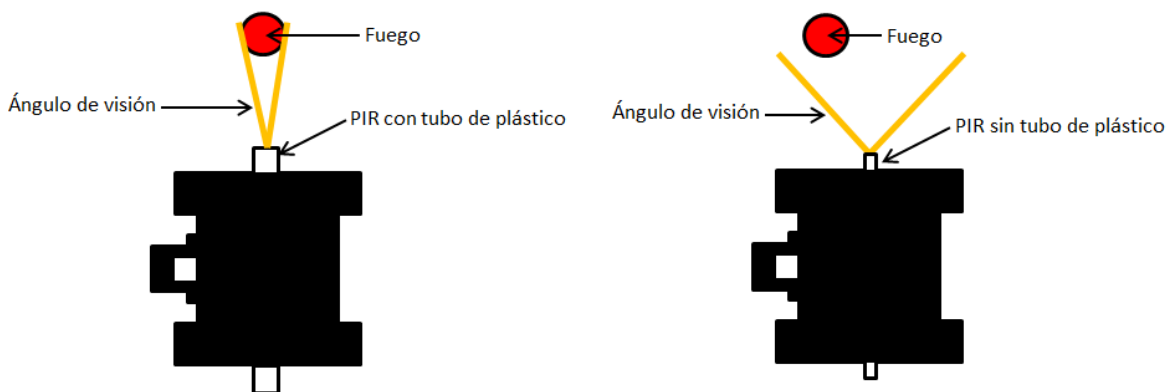 Fuego
Ángulo de visión
PIR con tubo de plástico
Fuego
Ángulo de visión
PIR sin tubo de plástico